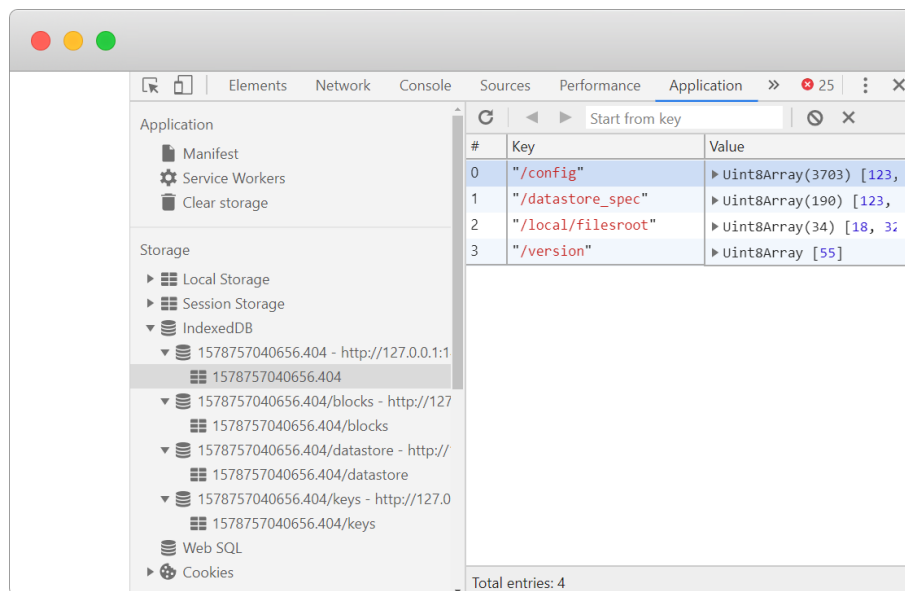 Elements Network Console Sources Performance Application » 25
Application
Manifest
Service Workers
Clear storage
Storage
Local Storage
Session Storage
IndexedDB
1578757040656.404 - http://127.0.0.1:1
1578757040656.404
1578757040656.404/blocks - http://127
1578757040656.404/blocks
1578757040656.404/datastore - http://
1578757040656.404/datastore
1578757040656.404/keys - http://127.0
1578757040656.404/keys
Web SQL
Cookies
Start from key
# Key Value
0 "/config" Uint8Array(3703) [123,
1 "/datastore_spec" Uint8Array(190) [123,
2 "/local/filesroot" Uint8Array(34) [18, 32
3 "/version" Uint8Array [55]
Total entries: 4